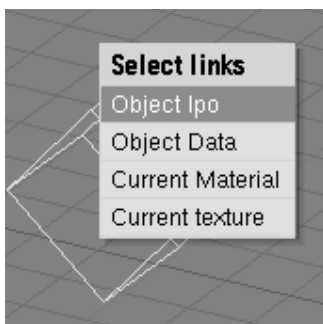 Select links
Object Ipo
Object Data
Current Material
Current texture